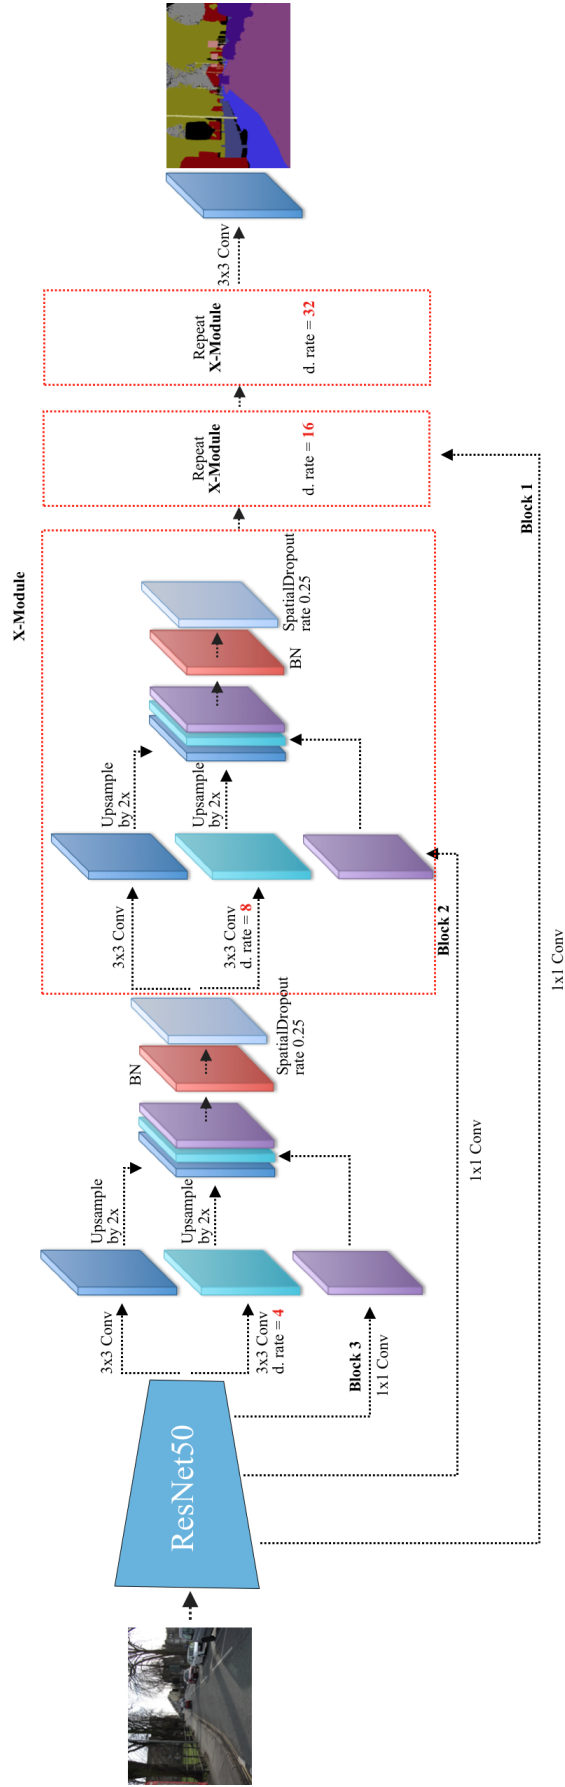 ResNet50
3x3 Conv
3x3 Conv
d. rate = 4
Block 3
1x1 Conv
Upsample
by 2x
Upsample
by 2x
BN
SpatialDropout
rate 0.25
X-Module
3x3 Conv
3x3 Conv
d. rate = 8
Block 2
1x1 Conv
Upsample
by 2x
Upsample
by 2x
BN
SpatialDropout
rate 0.25
Repeat
X-Module
d. rate = 16
Block 1
1x1 Conv
Repeat
X-Module
d. rate = 32
3x3 Conv